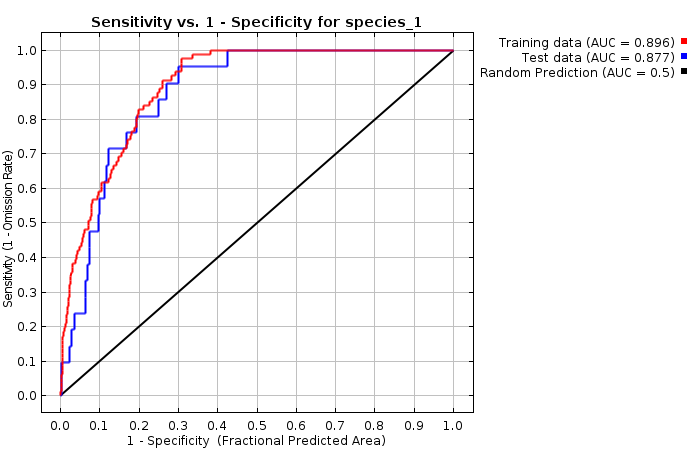 Sensitivity vs. 1 - Specificity for species_1
Training data (AUC = 0.896)
Test data (AUC = 0.877)
Random Prediction (AUC = 0.5)
Sensitivity (1 - Omission Rate)
1.0
0.9
0.8
0.7
0.6
0.5
0.4
0.3
0.2
0.1
0.0
0.0 0.1 0.2 0.3 0.4 0.5 0.6 0.7 0.8 0.9 1.0
1 - Specificity (Fractional Predicted Area)